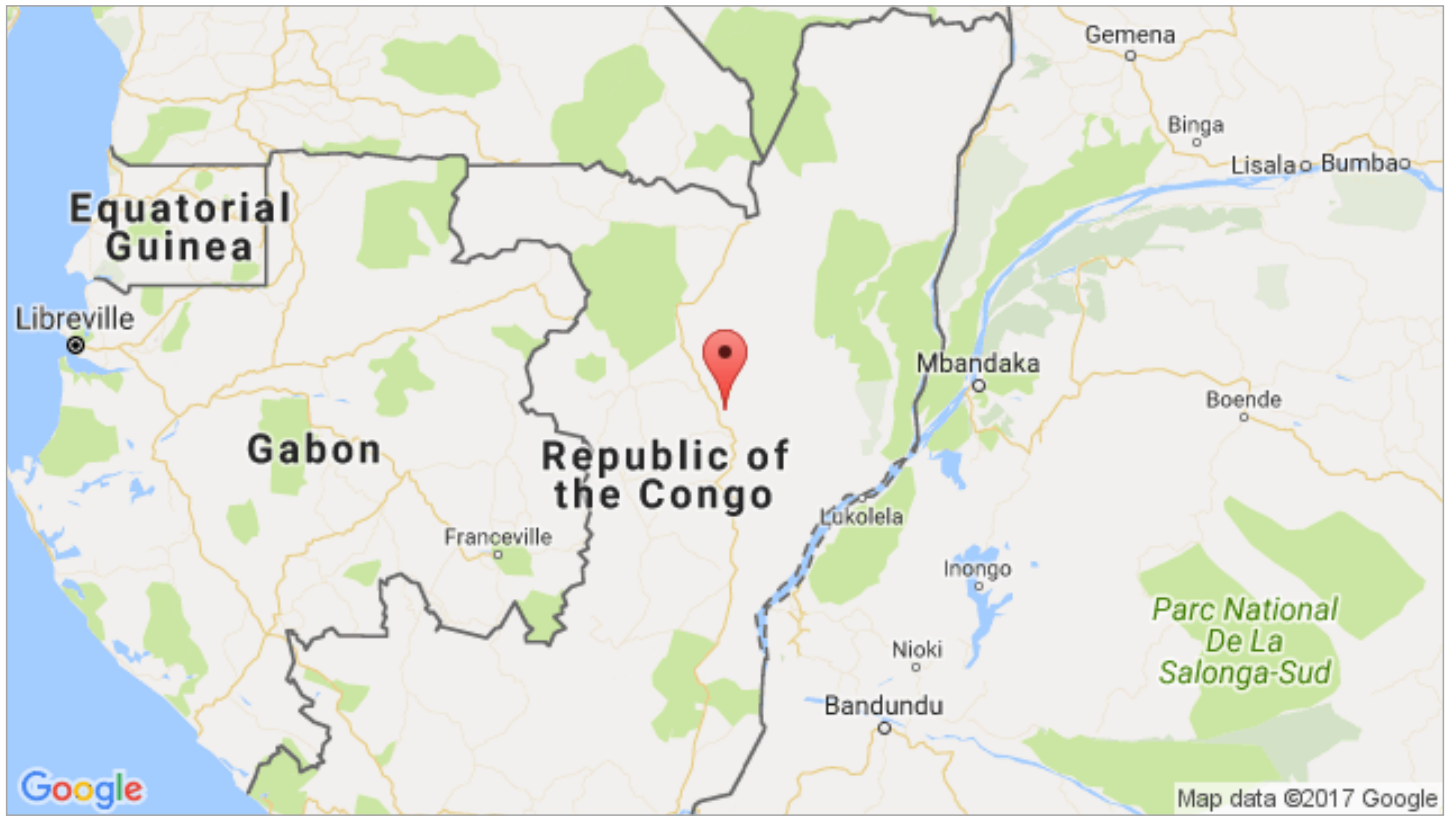 Gemena
Binga
Lisala
Bumba
Equatorial
Guinea
Libreville
Mbandaka
Boende
Gabon
Republic of
the Congo
Lukolela
Franceville
Inongo
Parc National
De La
Salonga-Sud
Nioki
Bandundu
Google
Map data ©2017 Google